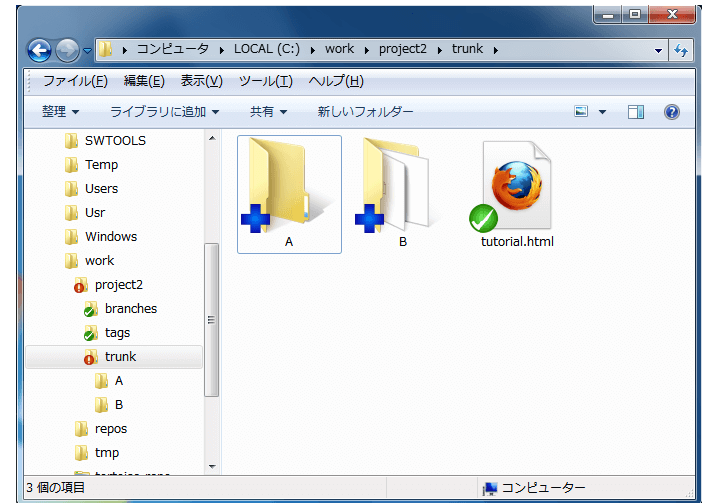 コンピュータ LOCAL (C:) work project2 trunk
ファイル(F) 編集(E) 表示(V) ツール(T) ヘルプ(H)
整理 ライブラリに追加 共有 新しいフォルダー
SWTOOLS
Temp
Users
Usr
Windows
work
project2
branches
tags
trunk
A
B
repos
tmp
A
B
tutorial.html
3 個の項目
コンピューター